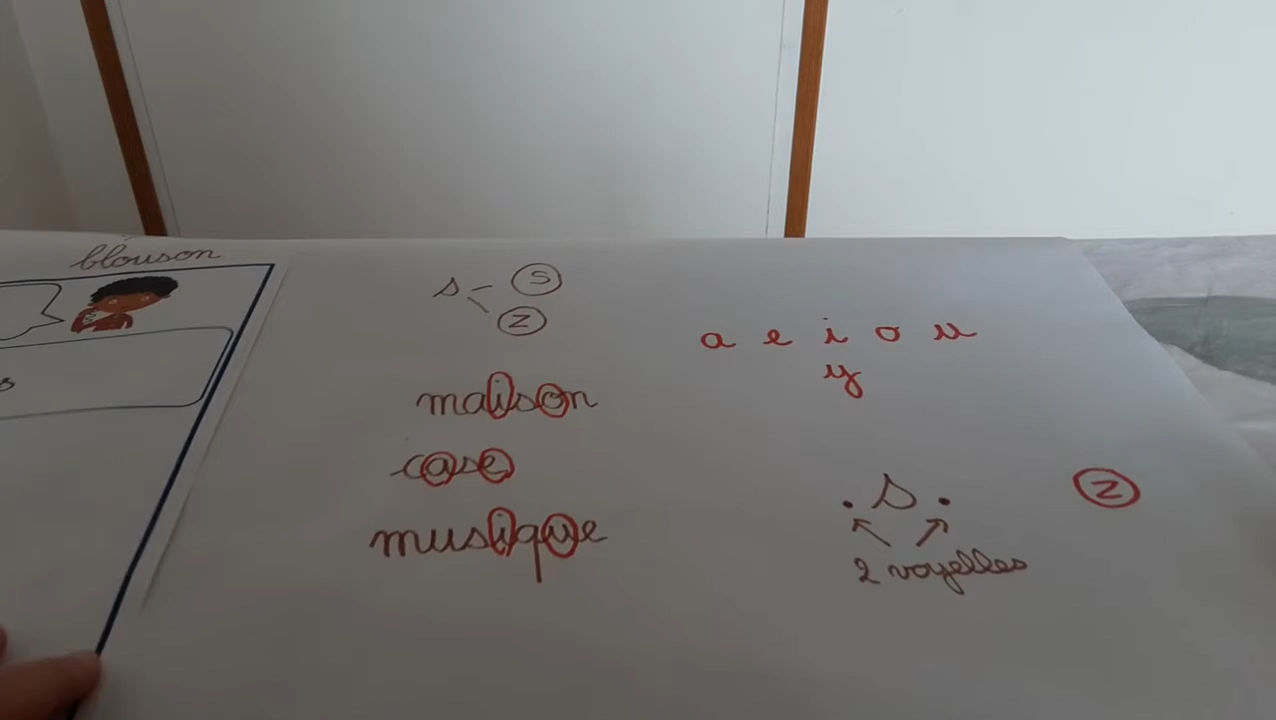 blouson
s
s
s
z
maison
case
musique
a e i o u
y
. s .
2 voyelles
z